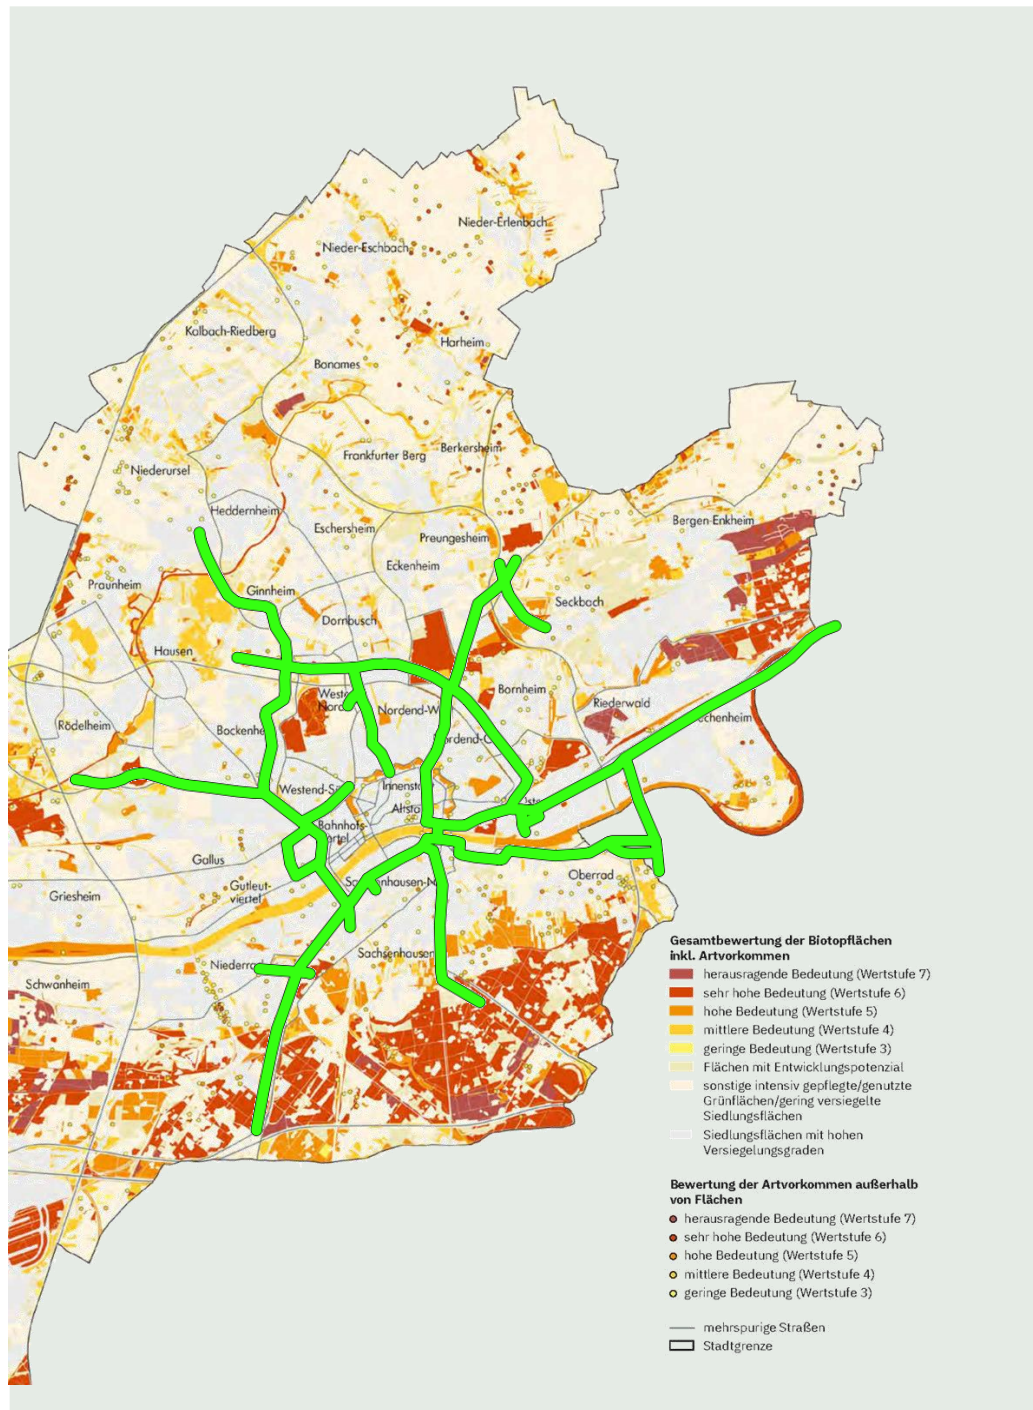 Nieder-Erlenbach
Nieder-Eschbach
Kalbach-Riedberg
Harheim
Bonames
Berkersheim
Frankfurter Berg
Niederursel
Heddernheim
Bergen-Enkheim
Eschersheim
Preungesheim
Eckenheim
Praunheim
Ginnheim
Seckbach
Dornbusch
Hausen
Bornheim
Riederwald
Nordend-W
Rödelheim
Westend-S
Gallus
Oberrad
Griesheim
Gutleut-
viertel
Bahnhofs-
Sachsenhausen
Schwanheim
Gesamtbewertung der Biotopflächen
inkl. Artvorkommen
herausragende Bedeutung (Wertstufe 7)
sehr hohe Bedeutung (Wertstufe 6)
hohe Bedeutung (Wertstufe 5)
mittlere Bedeutung (Wertstufe 4)
geringe Bedeutung (Wertstufe 3)
Flächen mit Entwicklungspotenzial
sonstige intensiv gepflegte/genutzte
Grünflächen/gering versiegelte
Siedlungsflächen
Siedlungsflächen mit hohen
Versiegelungsgraden
Bewertung der Artvorkommen außerhalb
von Flächen
herausragende Bedeutung (Wertstufe 7)
sehr hohe Bedeutung (Wertstufe 6)
hohe Bedeutung (Wertstufe 5)
mittlere Bedeutung (Wertstufe 4)
geringe Bedeutung (Wertstufe 3)
mehrspurige Straßen
Stadtgrenze